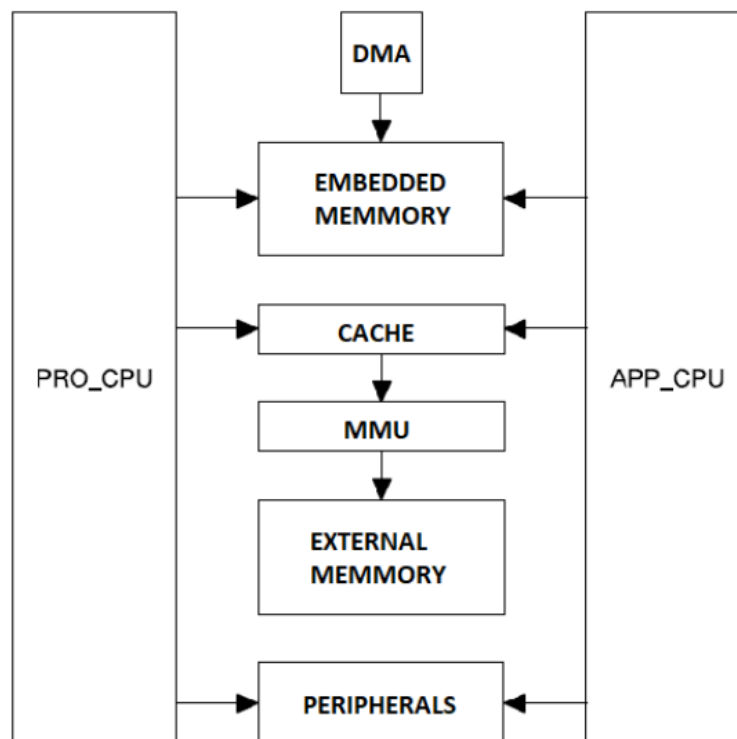 DMA
EMBEDDED
MEMMORY
CACHE
PRO_CPU
APP_CPU
MMU
EXTERNAL
MEMMORY
PERIPHERALS